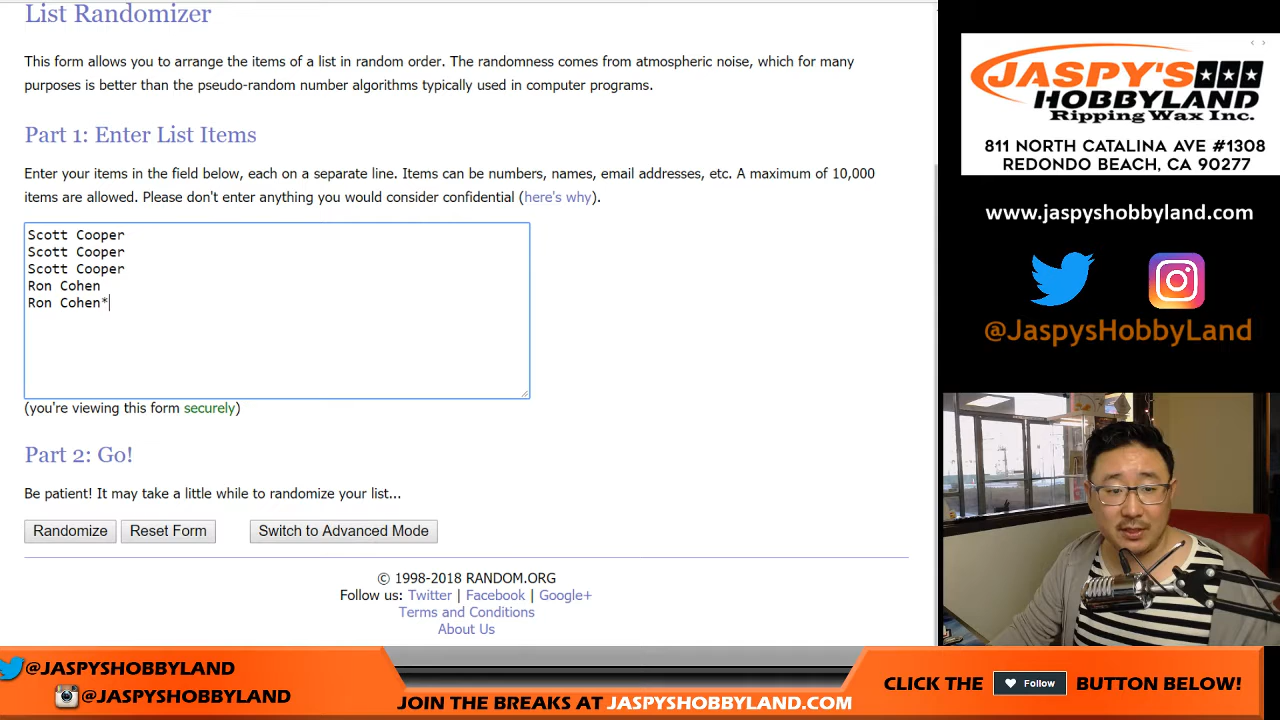 List Randomizer
This form allows you to arrange the items of a list in random order. The randomness comes from atmospheric noise, which for many
purposes is better than the pseudo-random number algorithms typically used in computer programs.
Part 1: Enter List Items
Enter your items in the field below, each on a separate line. Items can be numbers, names, email addresses, etc. A maximum of 10,000
items are allowed. Please don't enter anything you would consider confidential (here's why).
Scott Cooper
Scott Cooper
Scott Cooper
Ron Cohen
Ron Cohen*
(you're viewing this form securely)
Part 2: Go!
Be patient! It may take a little while to randomize your list...
Randomize Reset Form Switch to Advanced Mode
© 1998-2018 RANDOM.ORG
Follow us: Twitter | Facebook | Google+
Terms and Conditions
About Us
JASPY'S
HOBBYLAND
Ripping Wax Inc.
811 NORTH CATALINA AVE #1308
REDONDO BEACH, CA 90277
www.jaspyshobbyland.com
@JaspysHobbyLand
@JASPYSHOBBYLAND
@JASPYSHOBBYLAND
JOIN THE BREAKS AT JASPYSHOBBYLAND.COM
CLICK THE Follow BUTTON BELOW!